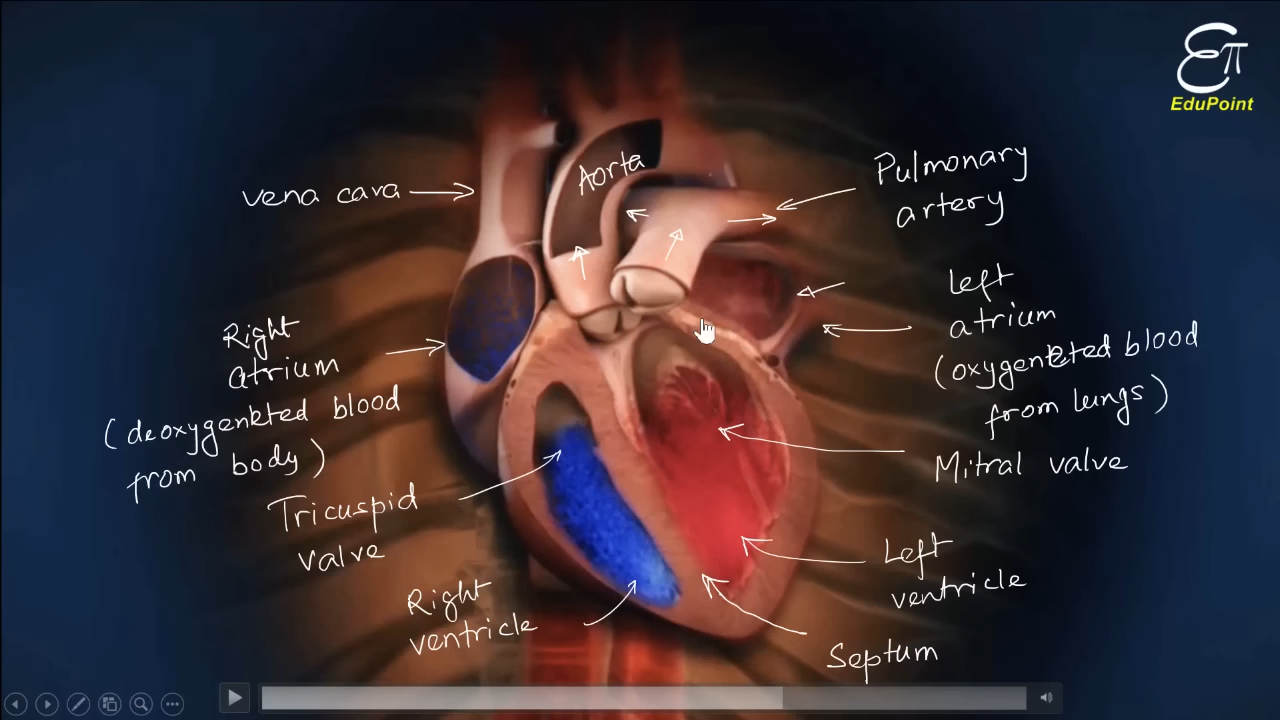 Eπ
EduPoint
Aorta
vena cava
Pulmonary
artery
Right
atrium
(deoxygenated blood
from body)
Left
atrium
(oxygenated blood
from lungs)
Tricuspid
valve
Mitral valve
Right
ventricle
Left
ventricle
Septum